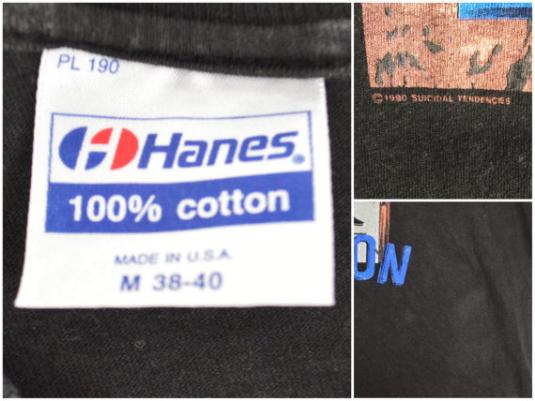 PL 190
Hanes®
100% cotton
MADE IN U.S.A.
M 38-40
©1990 SUICIDAL TENDENCIES
ON